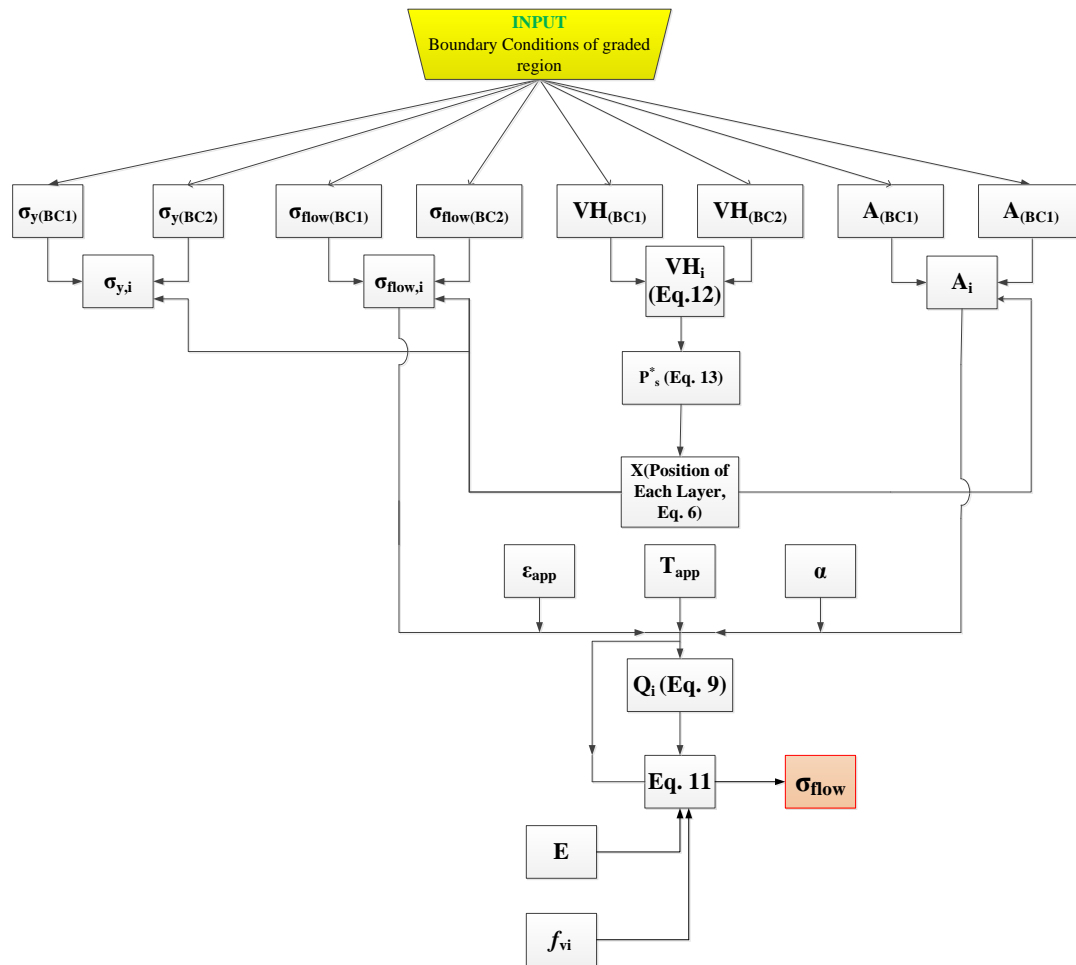 INPUT
Boundary Conditions of graded
region
σy(BC1)
σy(BC2)
σflow(BC1)
σflow(BC2)
VH(BC1)
VH(BC2)
A(BC1)
A(BC1)
σy,i
σflow,i
VHi
(Eq.12)
Ai
P*s (Eq. 13)
X(Position of
Each Layer,
Eq. 6)
εapp
Tapp
α
Qi (Eq. 9)
Eq. 11
σflow
E
fvi